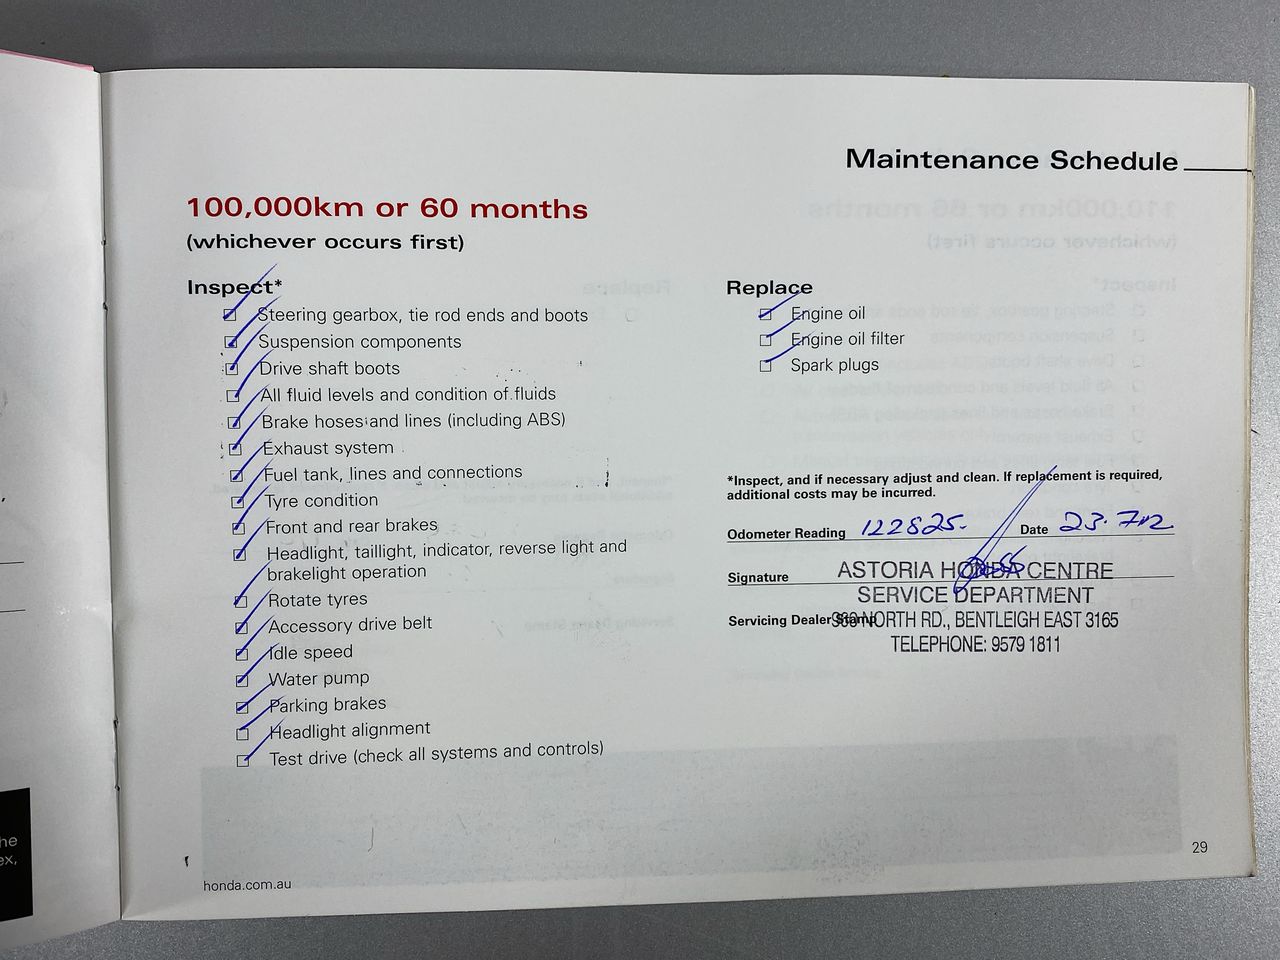 Maintenance Schedule
100,000km or 60 months
(whichever occurs first)
Inspect*
Steering gearbox, tie rod ends and boots
Suspension components
Drive shaft boots
All fluid levels and condition of fluids
Brake hoses and lines (including ABS)
Exhaust system
Fuel tank, lines and connections
Tyre condition
Front and rear brakes
Headlight, taillight, indicator, reverse light and
brakelight operation
Rotate tyres
Accessory drive belt
Idle speed
Water pump
Parking brakes
Headlight alignment
Test drive (check all systems and controls)
Replace
Engine oil
Engine oil filter
Spark plugs
*Inspect, and if necessary adjust and clean. If replacement is required,
additional costs may be incurred.
Odometer Reading 122825. Date 23.7.12
Signature
ASTORIA HONDA CENTRE
SERVICE DEPARTMENT
Servicing Dealer Stamp
NORTH RD., BENTLEIGH EAST 3165
TELEPHONE: 9579 1811
29
honda.com.au
he
ex,